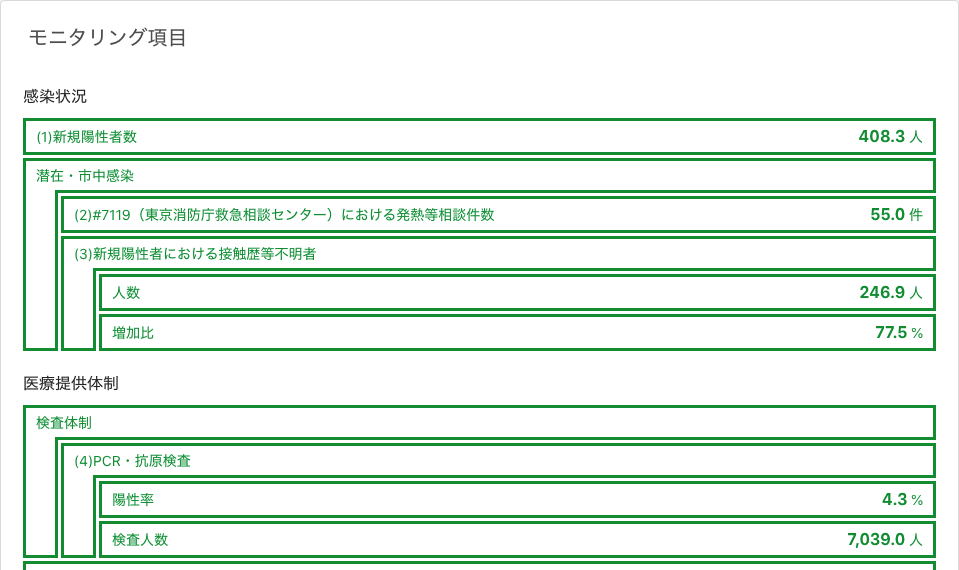 モニタリング項目
感染状況
(1)新規陽性者数 408.3 人
潜在・市中感染
(2)#7119（東京消防庁救急相談センター）における発熱等相談件数 55.0 件
(3)新規陽性者における接触歴等不明者
人数 246.9 人
増加比 77.5 %
医療提供体制
検査体制
(4)PCR・抗原検査
陽性率 4.3 %
検査人数 7,039.0 人